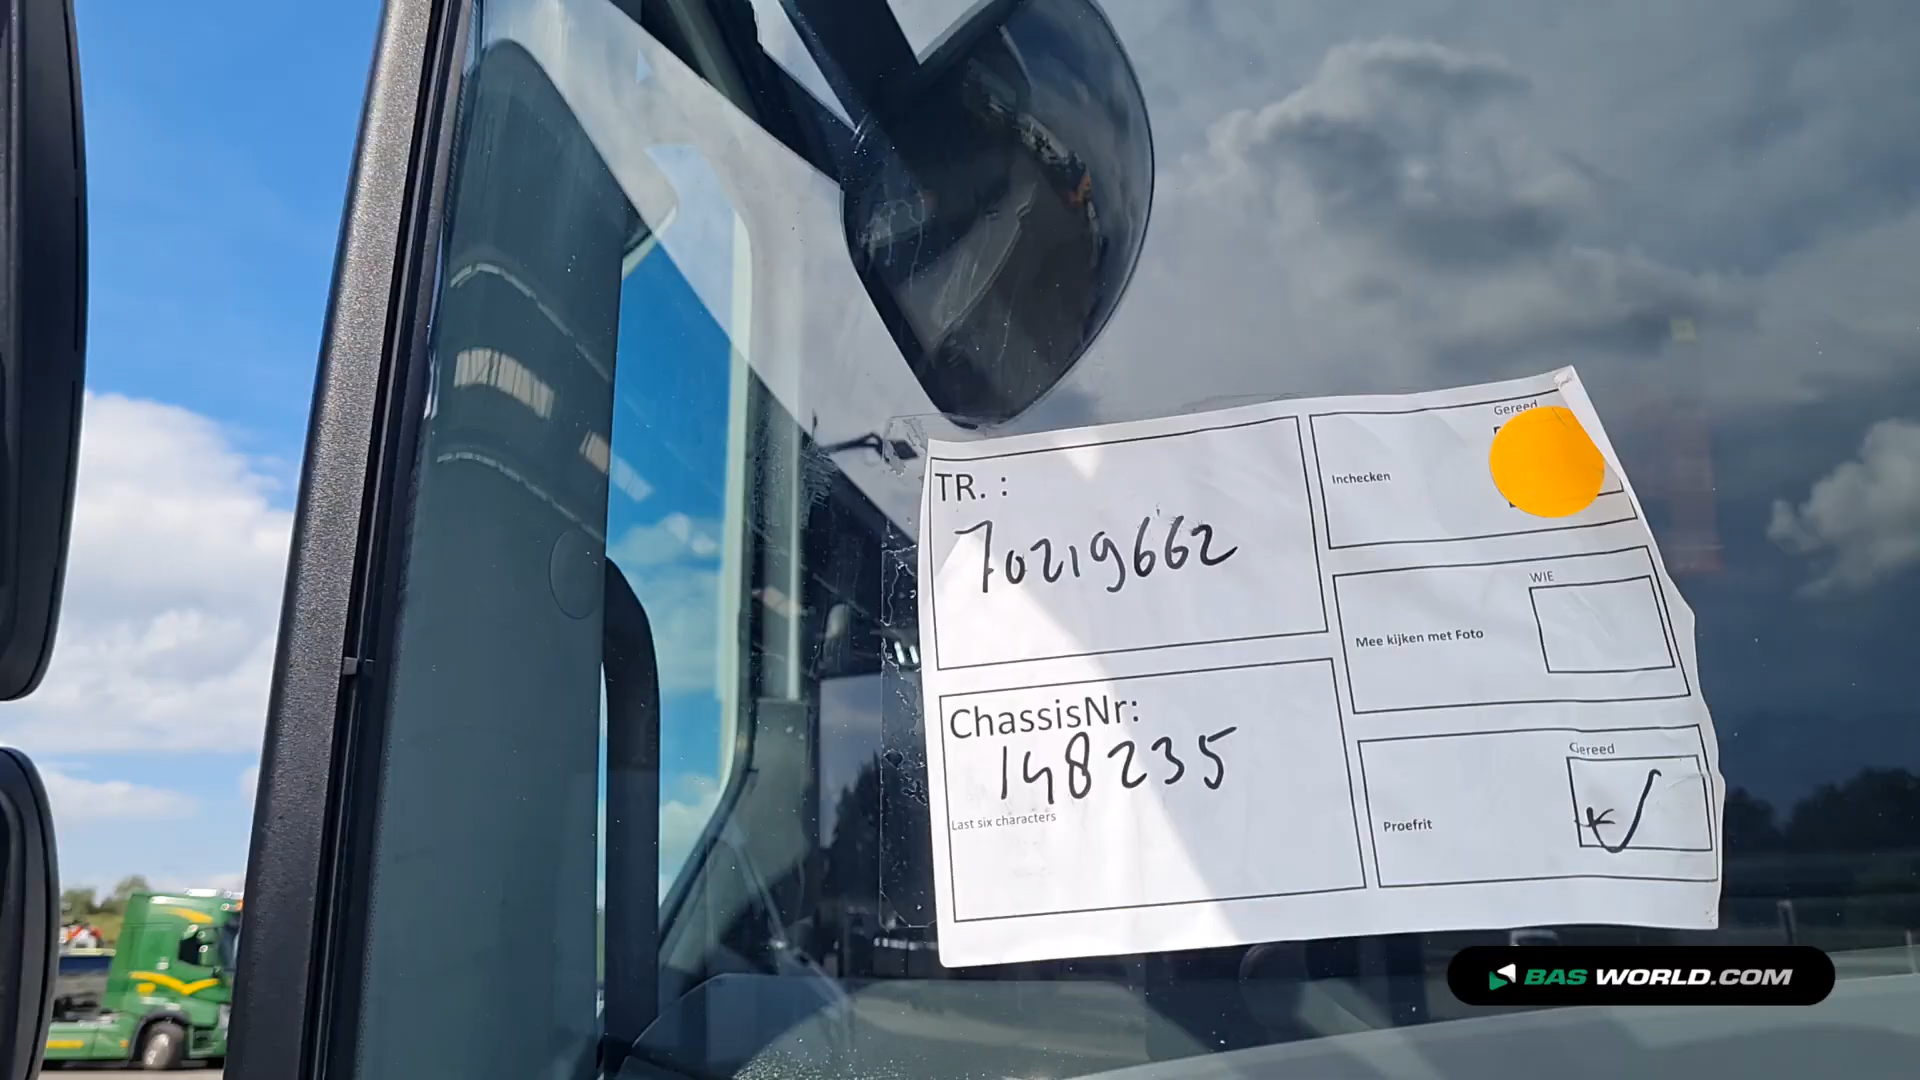 TR. :
70219662
ChassisNr:
148235
Last six characters
Gereed
Inchecken
WIE
Mee kijken met Foto
Gereed
Proefrit
BAS WORLD.COM